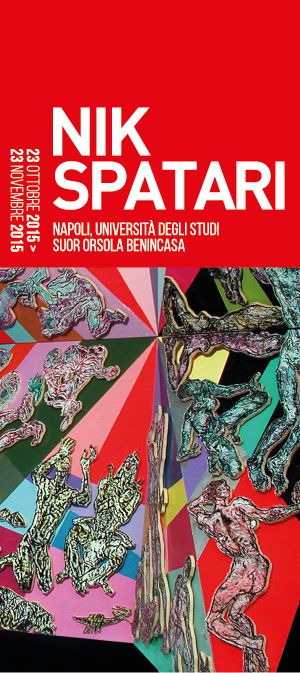 NIK
SPATARI
23 OTTOBRE 2015 >
23 NOVEMBRE 2015
NAPOLI, UNIVERSITÀ DEGLI STUDI
SUOR ORSOLA BENINCASA